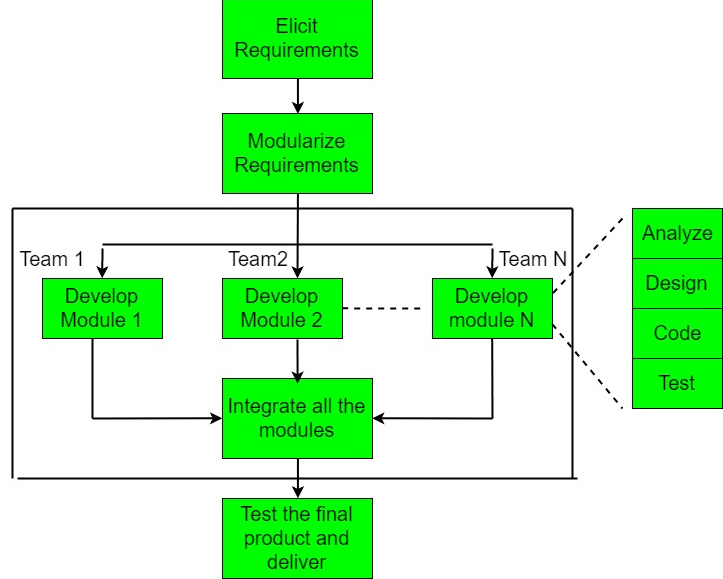 Elicit
Requirements
Modularize
Requirements
Team 1
Team2
Team N
Develop
Module 1
Develop
Module 2
Develop
module N
Analyze
Design
Code
Test
Integrate all the
modules
Test the final
product and
deliver